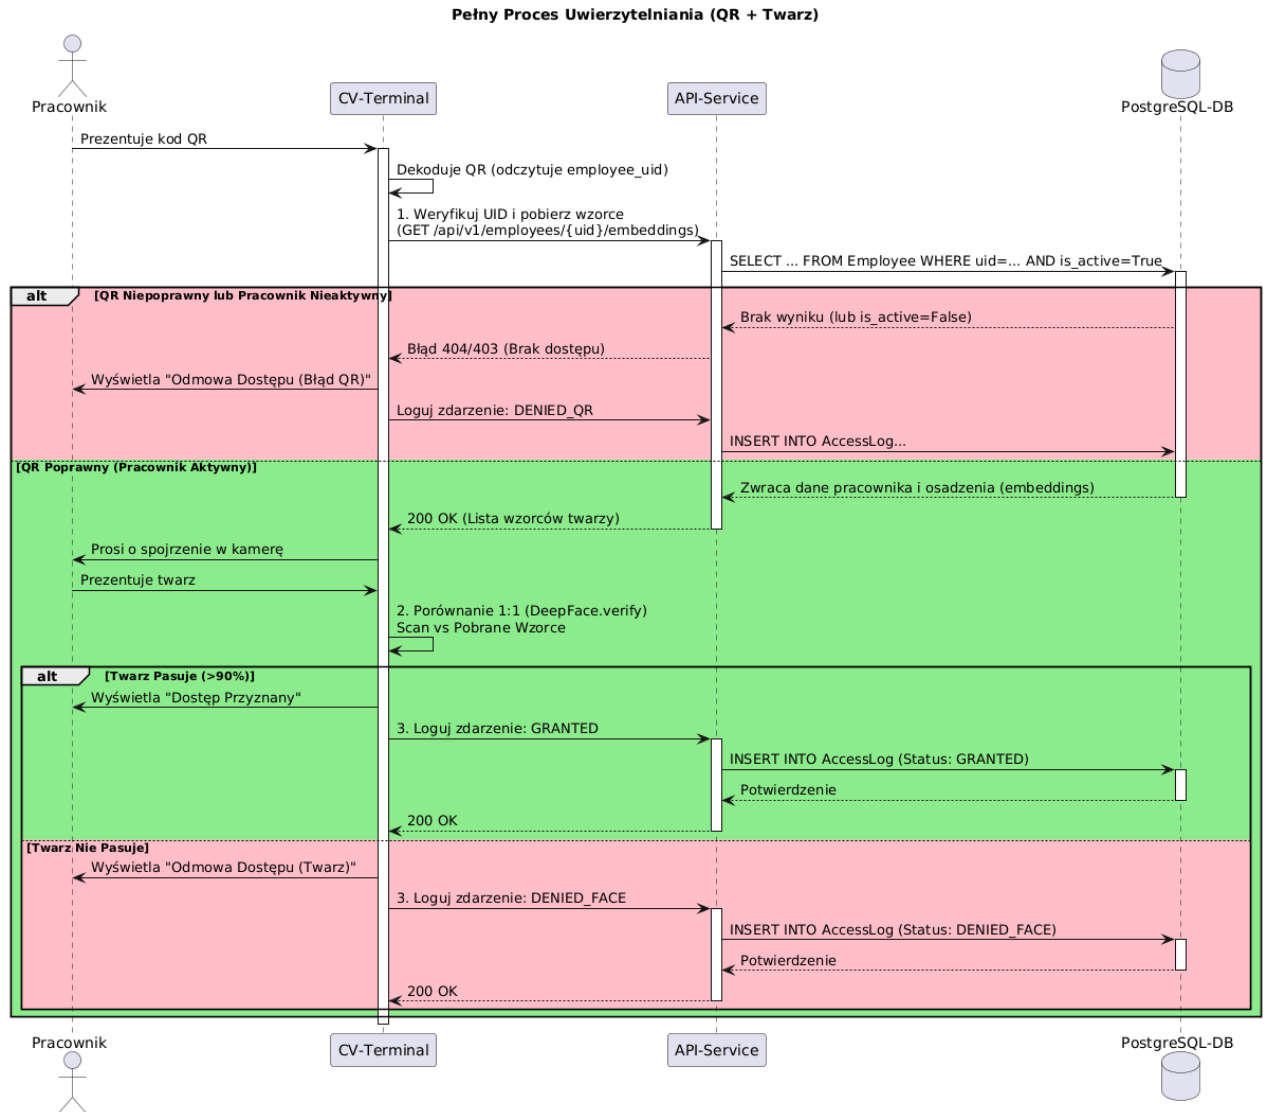 Pełny Proces Uwierzytelniania (QR + Twarz)
Pracownik
CV-Terminal
API-Service
PostgreSQL-DB
Prezentuje kod QR
Dekoduje QR (odczytuje employee_uid)
1. Weryfikuj UID i pobierz wzorce
(GET /api/v1/employees/{uid}/embeddings)
SELECT ... FROM Employee WHERE uid=... AND is_active=True
alt
[QR Niepoprawny lub Pracownik Nieaktywny]
Brak wyniku (lub is_active=False)
Błąd 404/403 (Brak dostępu)
Wyświetla "Odmowa Dostępu (Błąd QR)"
Loguj zdarzenie: DENIED_QR
INSERT INTO AccessLog...
[QR Poprawny (Pracownik Aktywny)]
Zwraca dane pracownika i osadzenia (embeddings)
200 OK (Lista wzorców twarzy)
Prosi o spojrzenie w kamerę
Prezentuje twarz
2. Porównanie 1:1 (DeepFace.verify)
Scan vs Pobrane Wzorce
alt
[Twarz Pasuje (>90%)]
Wyświetla "Dostęp Przyznany"
3. Loguj zdarzenie: GRANTED
INSERT INTO AccessLog (Status: GRANTED)
Potwierdzenie
200 OK
[Twarz Nie Pasuje]
Wyświetla "Odmowa Dostępu (Twarz)"
3. Loguj zdarzenie: DENIED_FACE
INSERT INTO AccessLog (Status: DENIED_FACE)
Potwierdzenie
200 OK
Pracownik
CV-Terminal
API-Service
PostgreSQL-DB